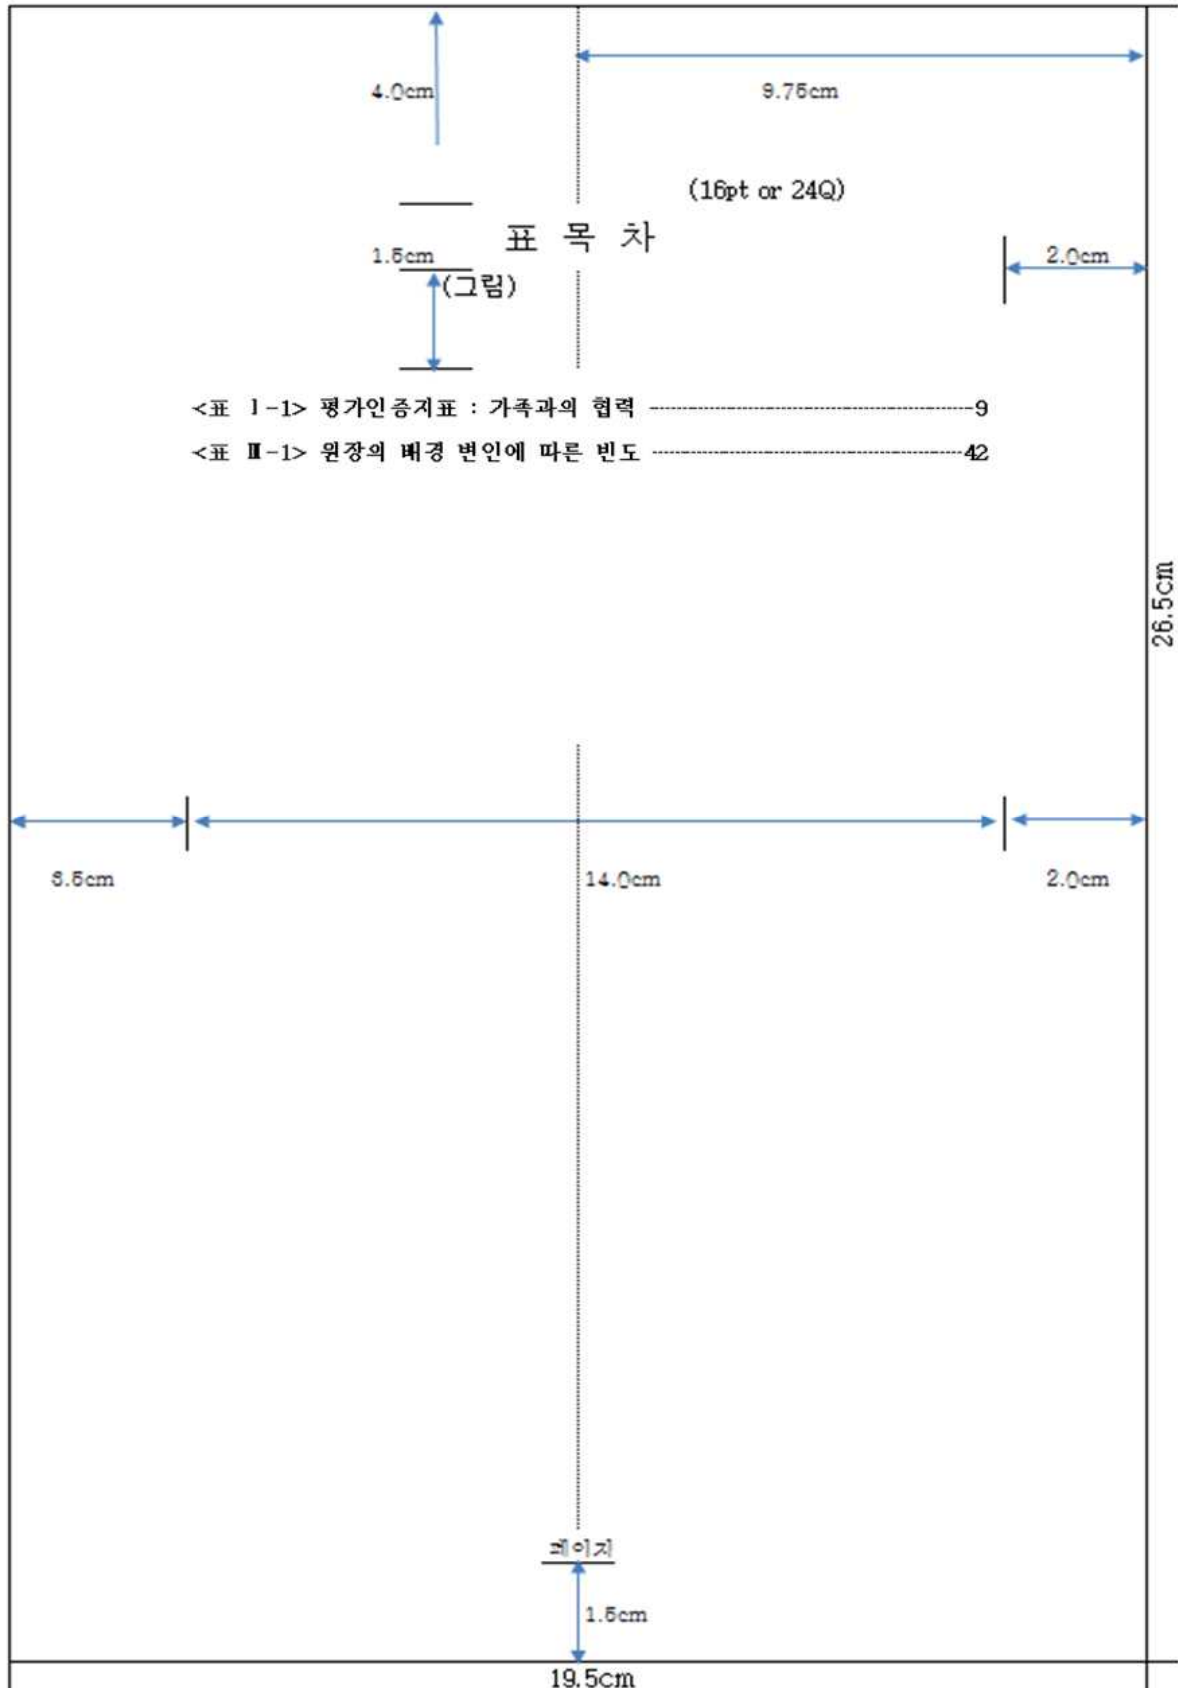 4.0cm
9.75cm
(16pt or 24Q)
표 목 차
1.5cm
2.0cm
(그림)
<표 Ⅰ-1> 평가인증지표 : 가족과의 협력 ------------------------------------------9
<표 Ⅲ-1> 원장의 배경 변인에 따른 빈도 ----------------------------------------42
26.5cm
3.5cm
14.0cm
2.0cm
페이지
1.5cm
19.5cm